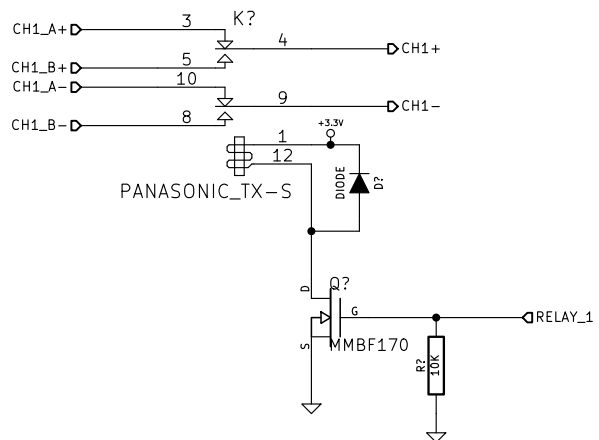 K?
CH1_A+ 3
4 CH1+
CH1_B+ 5
CH1_A- 10
9 CH1-
CH1_B- 8
+3.3V
1
12
PANASONIC_TX-S
DIODE
D?
Q?
D
G
S
MMBF170
RELAY_1
R?
10K